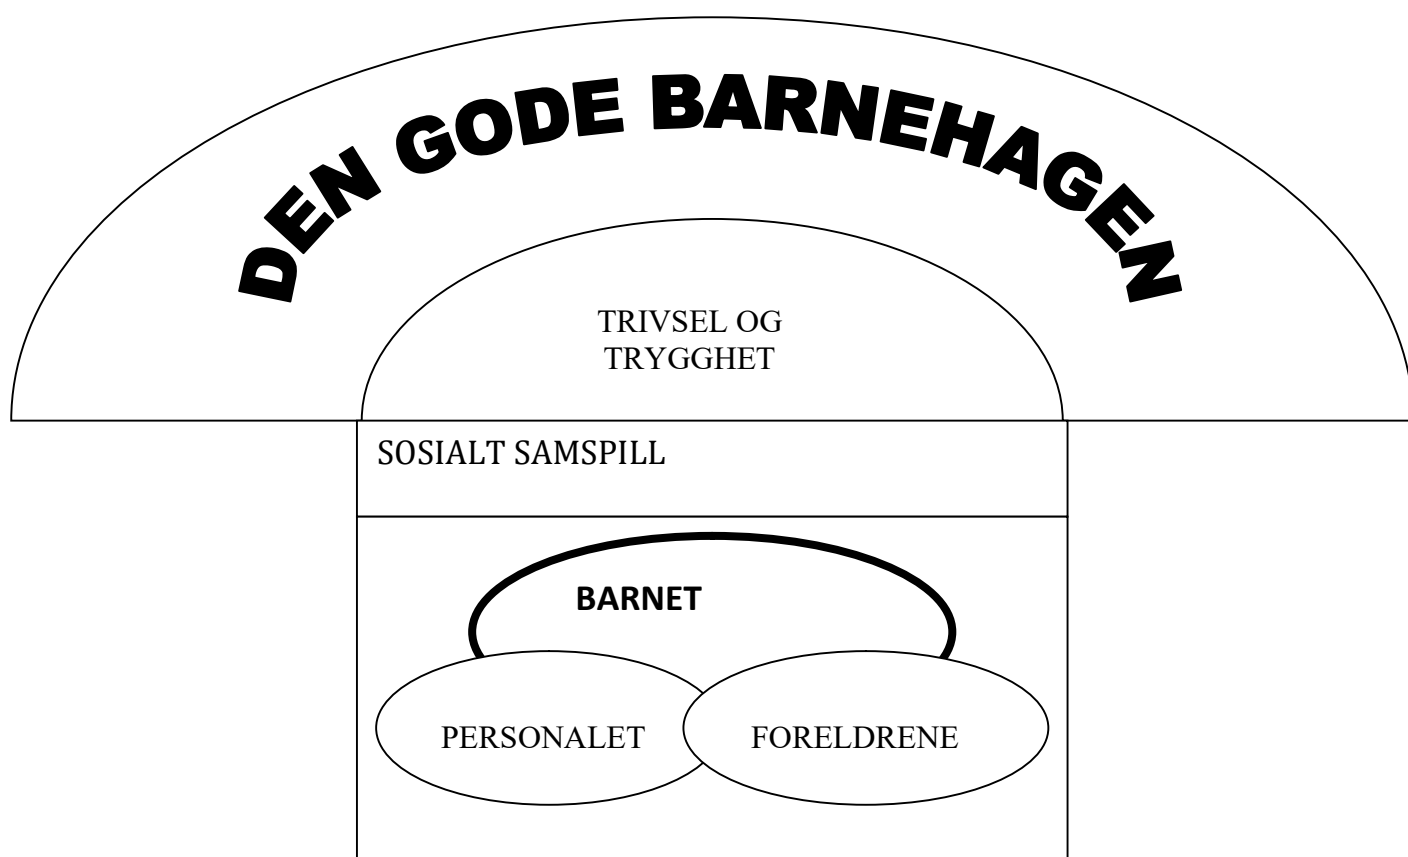 DEN GODE BARNEHAGEN
TRIVSEL OG
TRYGGHET
SOSIALT SAMSPILL
BARNET
PERSONALET
FORELDRENE